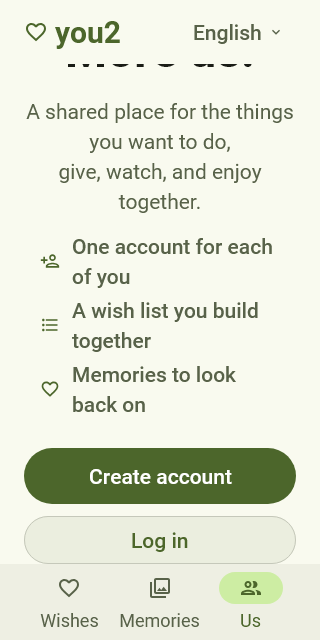 you2
English
A shared place for the things
you want to do,
give, watch, and enjoy
together.
One account for each
of you
A wish list you build
together
Memories to look
back on
Create account
Log in
Wishes
Memories
Us